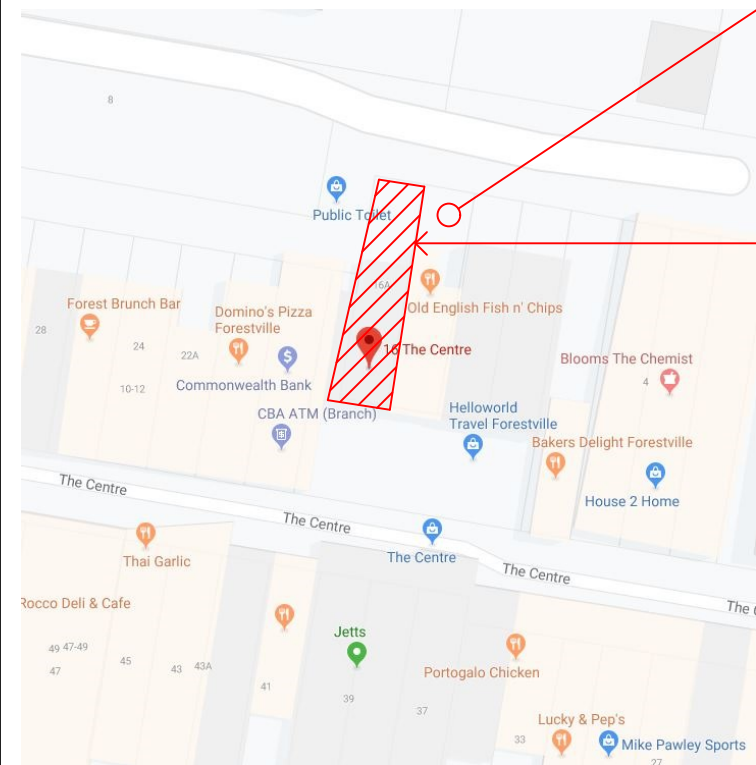 8
Public Toilet
16A
Old English Fish n' Chips
Forest Brunch Bar
28
24
10-12
22A
Domino's Pizza
Forestville
$
Commonwealth Bank
CBA ATM (Branch)
$
16 The Centre
Blooms The Chemist
4
Helloworld
Travel Forestville
Bakers Delight Forestville
House 2 Home
The Centre
The Centre
The Centre
The Centre
The
Thai Garlic
Rocco Deli & Cafe
49 47-49
47
45
43
43A
41
Jetts
39
37
Portogalo Chicken
Lucky & Pep's
33
Mike Pawley Sports
27